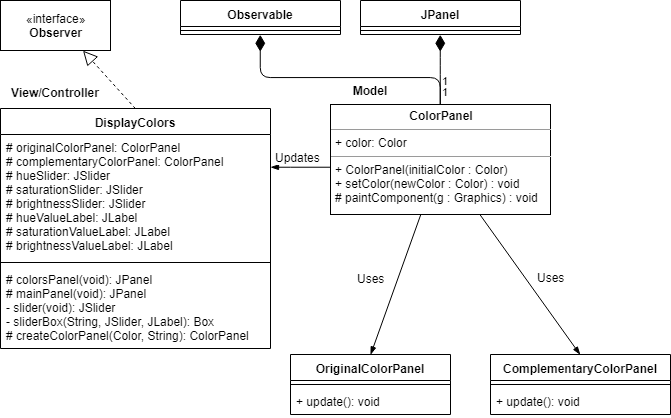 «interface»
Observer
Observable
JPanel
View/Controller
Model
1
1
DisplayColors
# originalColorPanel: ColorPanel
# complementaryColorPanel: ColorPanel
# hueSlider: JSlider
# saturationSlider: JSlider
# brightnessSlider: JSlider
# hueValueLabel: JLabel
# saturationValueLabel: JLabel
# brightnessValueLabel: JLabel
# colorsPanel(void): JPanel
# mainPanel(void): JPanel
- slider(void): JSlider
- sliderBox(String, JSlider, JLabel): Box
# createColorPanel(Color, String): ColorPanel
Updates
ColorPanel
+ color: Color
+ ColorPanel(initialColor : Color)
+ setColor(newColor : Color) : void
# paintComponent(g : Graphics) : void
Uses
Uses
OriginalColorPanel
+ update(): void
ComplementaryColorPanel
+ update(): void